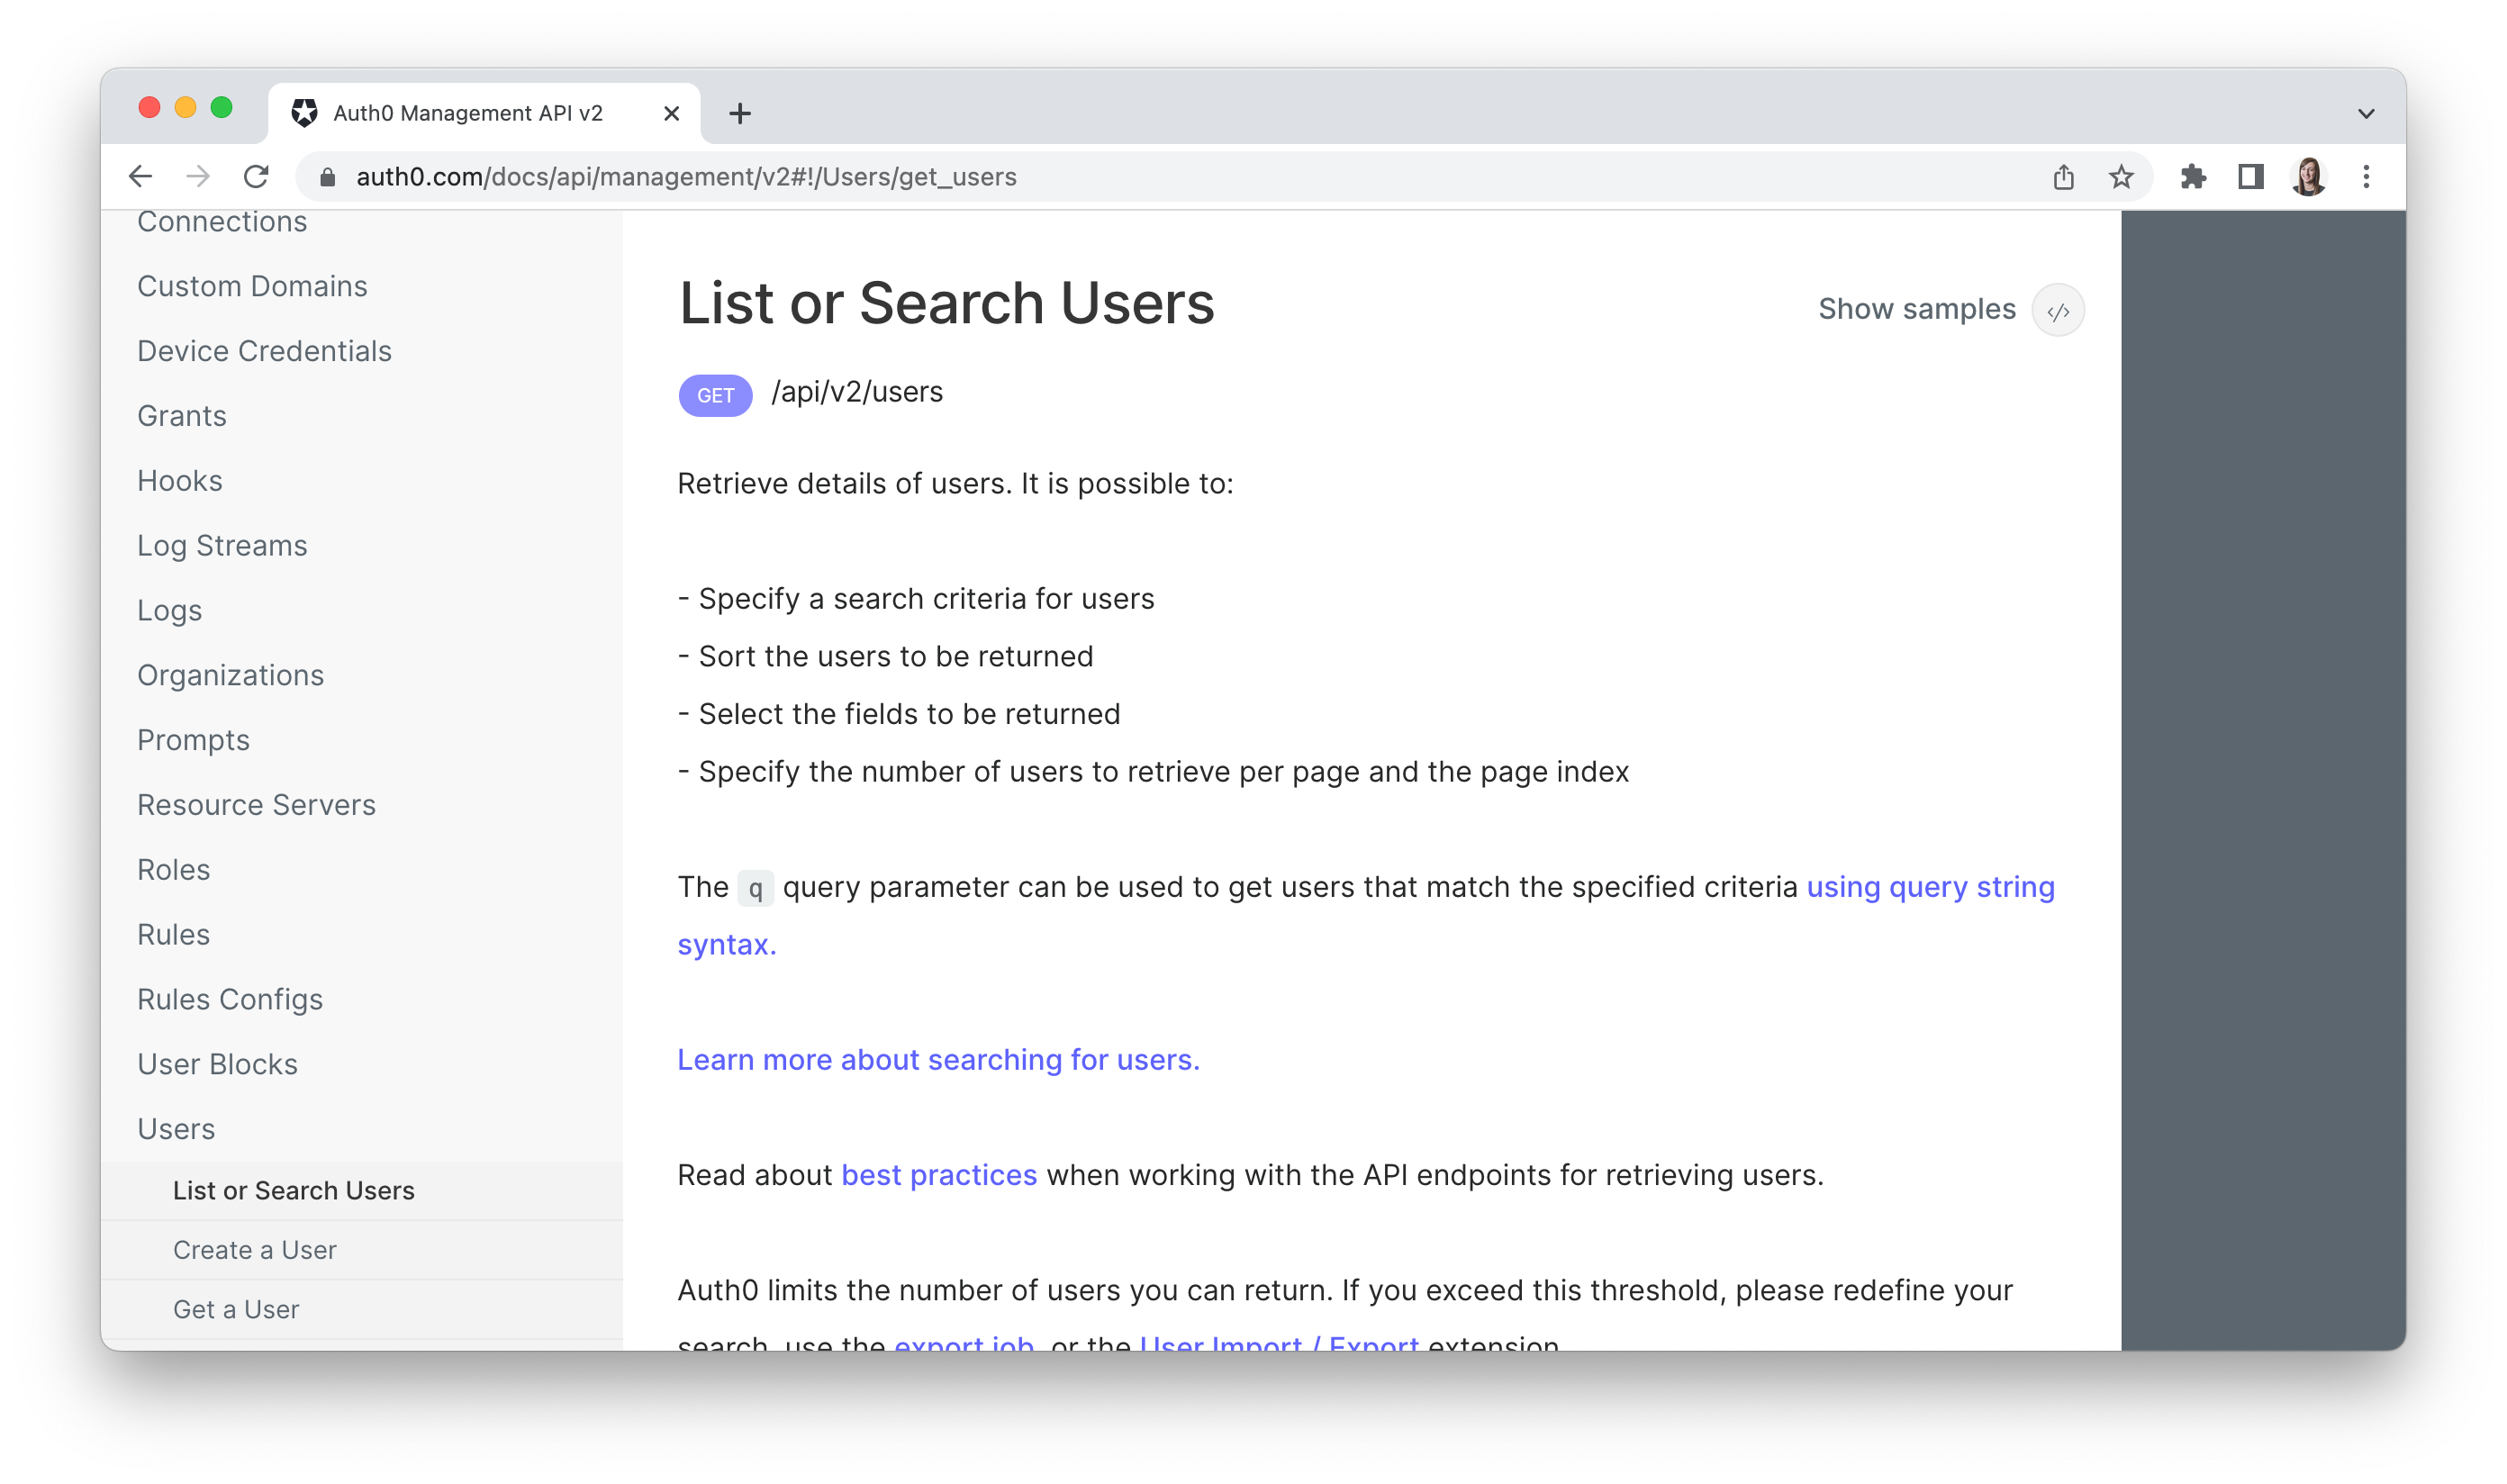 Auth0 Management API v2
auth0.com/docs/api/management/v2#!/Users/get_users
Connections
Custom Domains
Device Credentials
Grants
Hooks
Log Streams
Logs
Organizations
Prompts
Resource Servers
Roles
Rules
Rules Configs
User Blocks
Users
List or Search Users
Create a User
Get a User
List or Search Users
Show samples </>
GET /api/v2/users
Retrieve details of users. It is possible to:
- Specify a search criteria for users
- Sort the users to be returned
- Select the fields to be returned
- Specify the number of users to retrieve per page and the page index
The q query parameter can be used to get users that match the specified criteria using query string
syntax.
Learn more about searching for users.
Read about best practices when working with the API endpoints for retrieving users.
Auth0 limits the number of users you can return. If you exceed this threshold, please redefine your
search, use the export job, or the User Import / Export extension